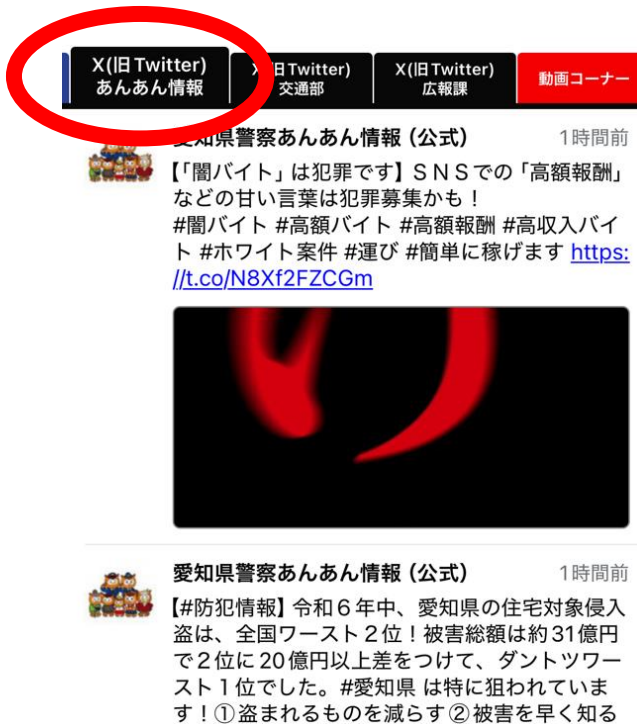 X(旧Twitter)
あんあん情報
X(旧Twitter)
交通部
X(旧Twitter)
広報課
動画コーナー
愛知県警察あんあん情報（公式）
1時間前
【「闇バイト」は犯罪です】ＳＮＳでの「高額報酬」
などの甘い言葉は犯罪募集かも！
#闇バイト #高額バイト #高額報酬 #高収入バイ
ト #ホワイト案件 #運び #簡単に稼げます https:
//t.co/N8Xf2FZCGm
の
愛知県警察あんあん情報（公式）
1時間前
【#防犯情報】令和６年中、愛知県の住宅対象侵入
盗は、全国ワースト２位！被害総額は約31億円
で２位に20億円以上差をつけて、ダントツワー
スト１位でした。#愛知県 は特に狙われていま
す！①盗まれるものを減らす②被害を早く知る